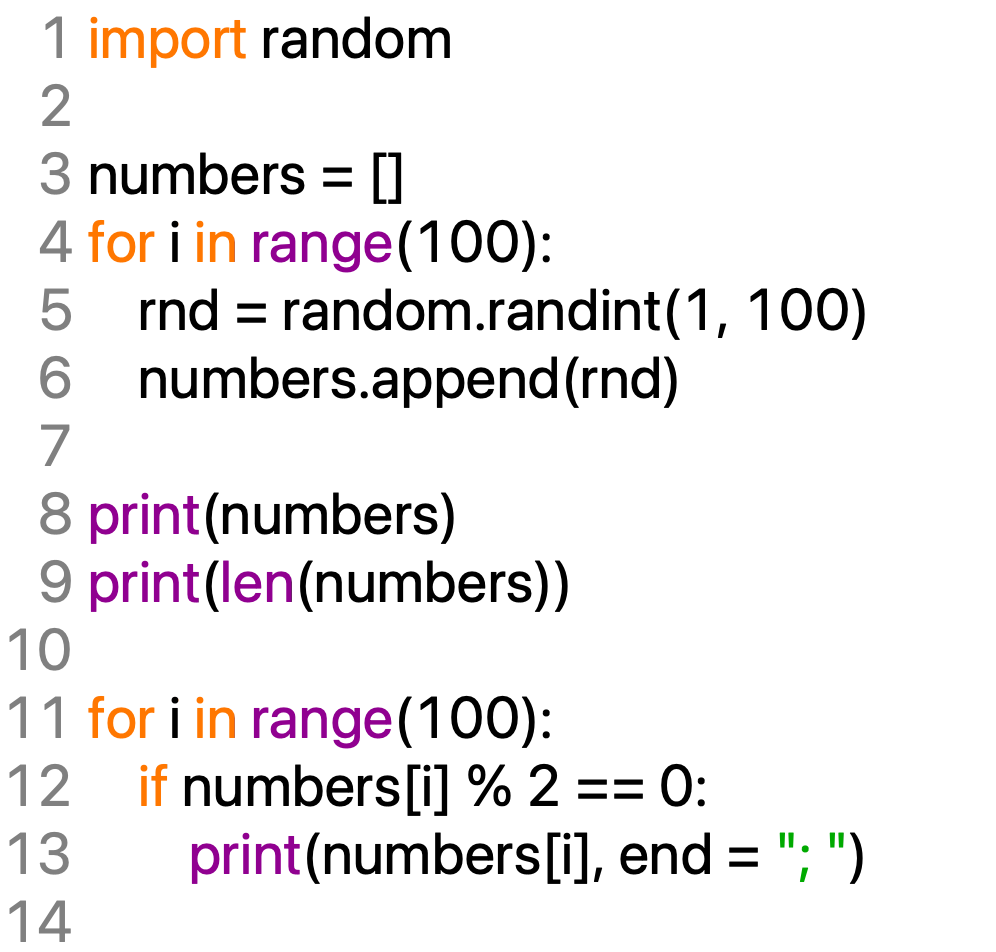 1 import random
2
3 numbers = []
4 for i in range(100):
5     rnd = random.randint(1, 100)
6     numbers.append(rnd)
7
8 print(numbers)
9 print(len(numbers))
10
11 for i in range(100):
12     if numbers[i] % 2 == 0:
13         print(numbers[i], end = "; ")
14